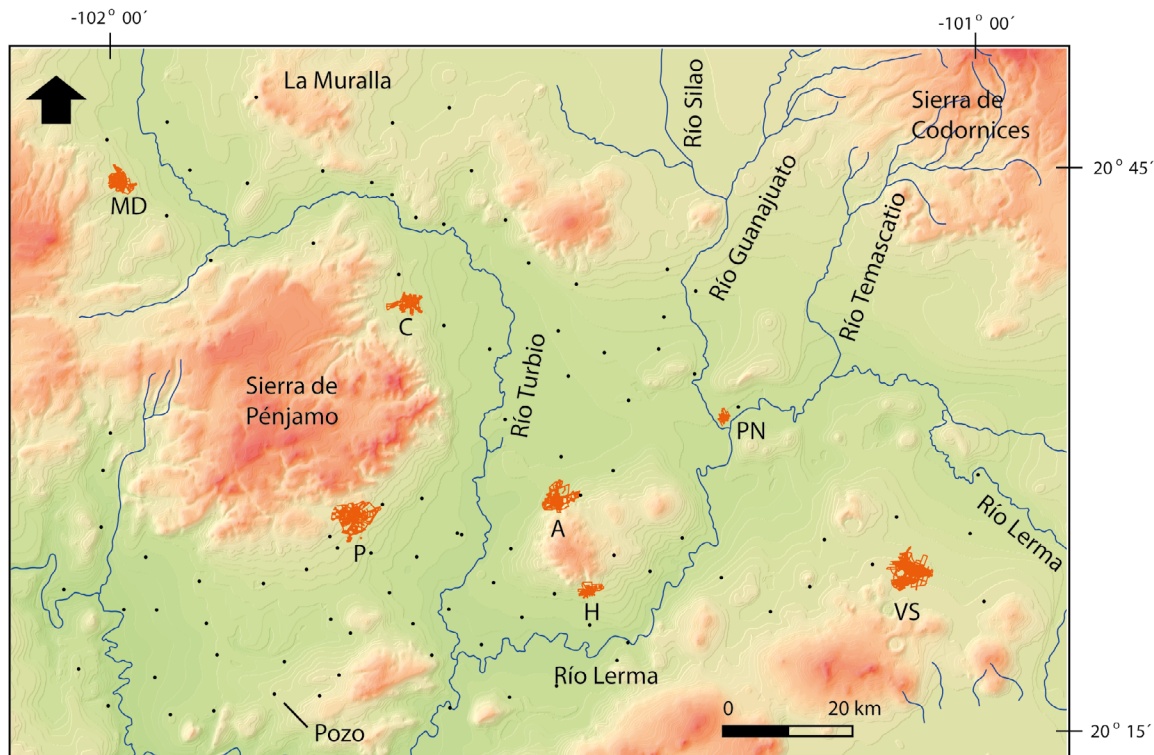 -102° 00´
-101° 00´
La Muralla
Río Silao
Sierra de
Codornices
20° 45´
MD
Río Guanajuato
Río Temascatio
C
Río Turbio
Sierra de
Pénjamo
PN
A
P
Río Lerma
H
VS
Río Lerma
0
20 km
Pozo
20° 15´